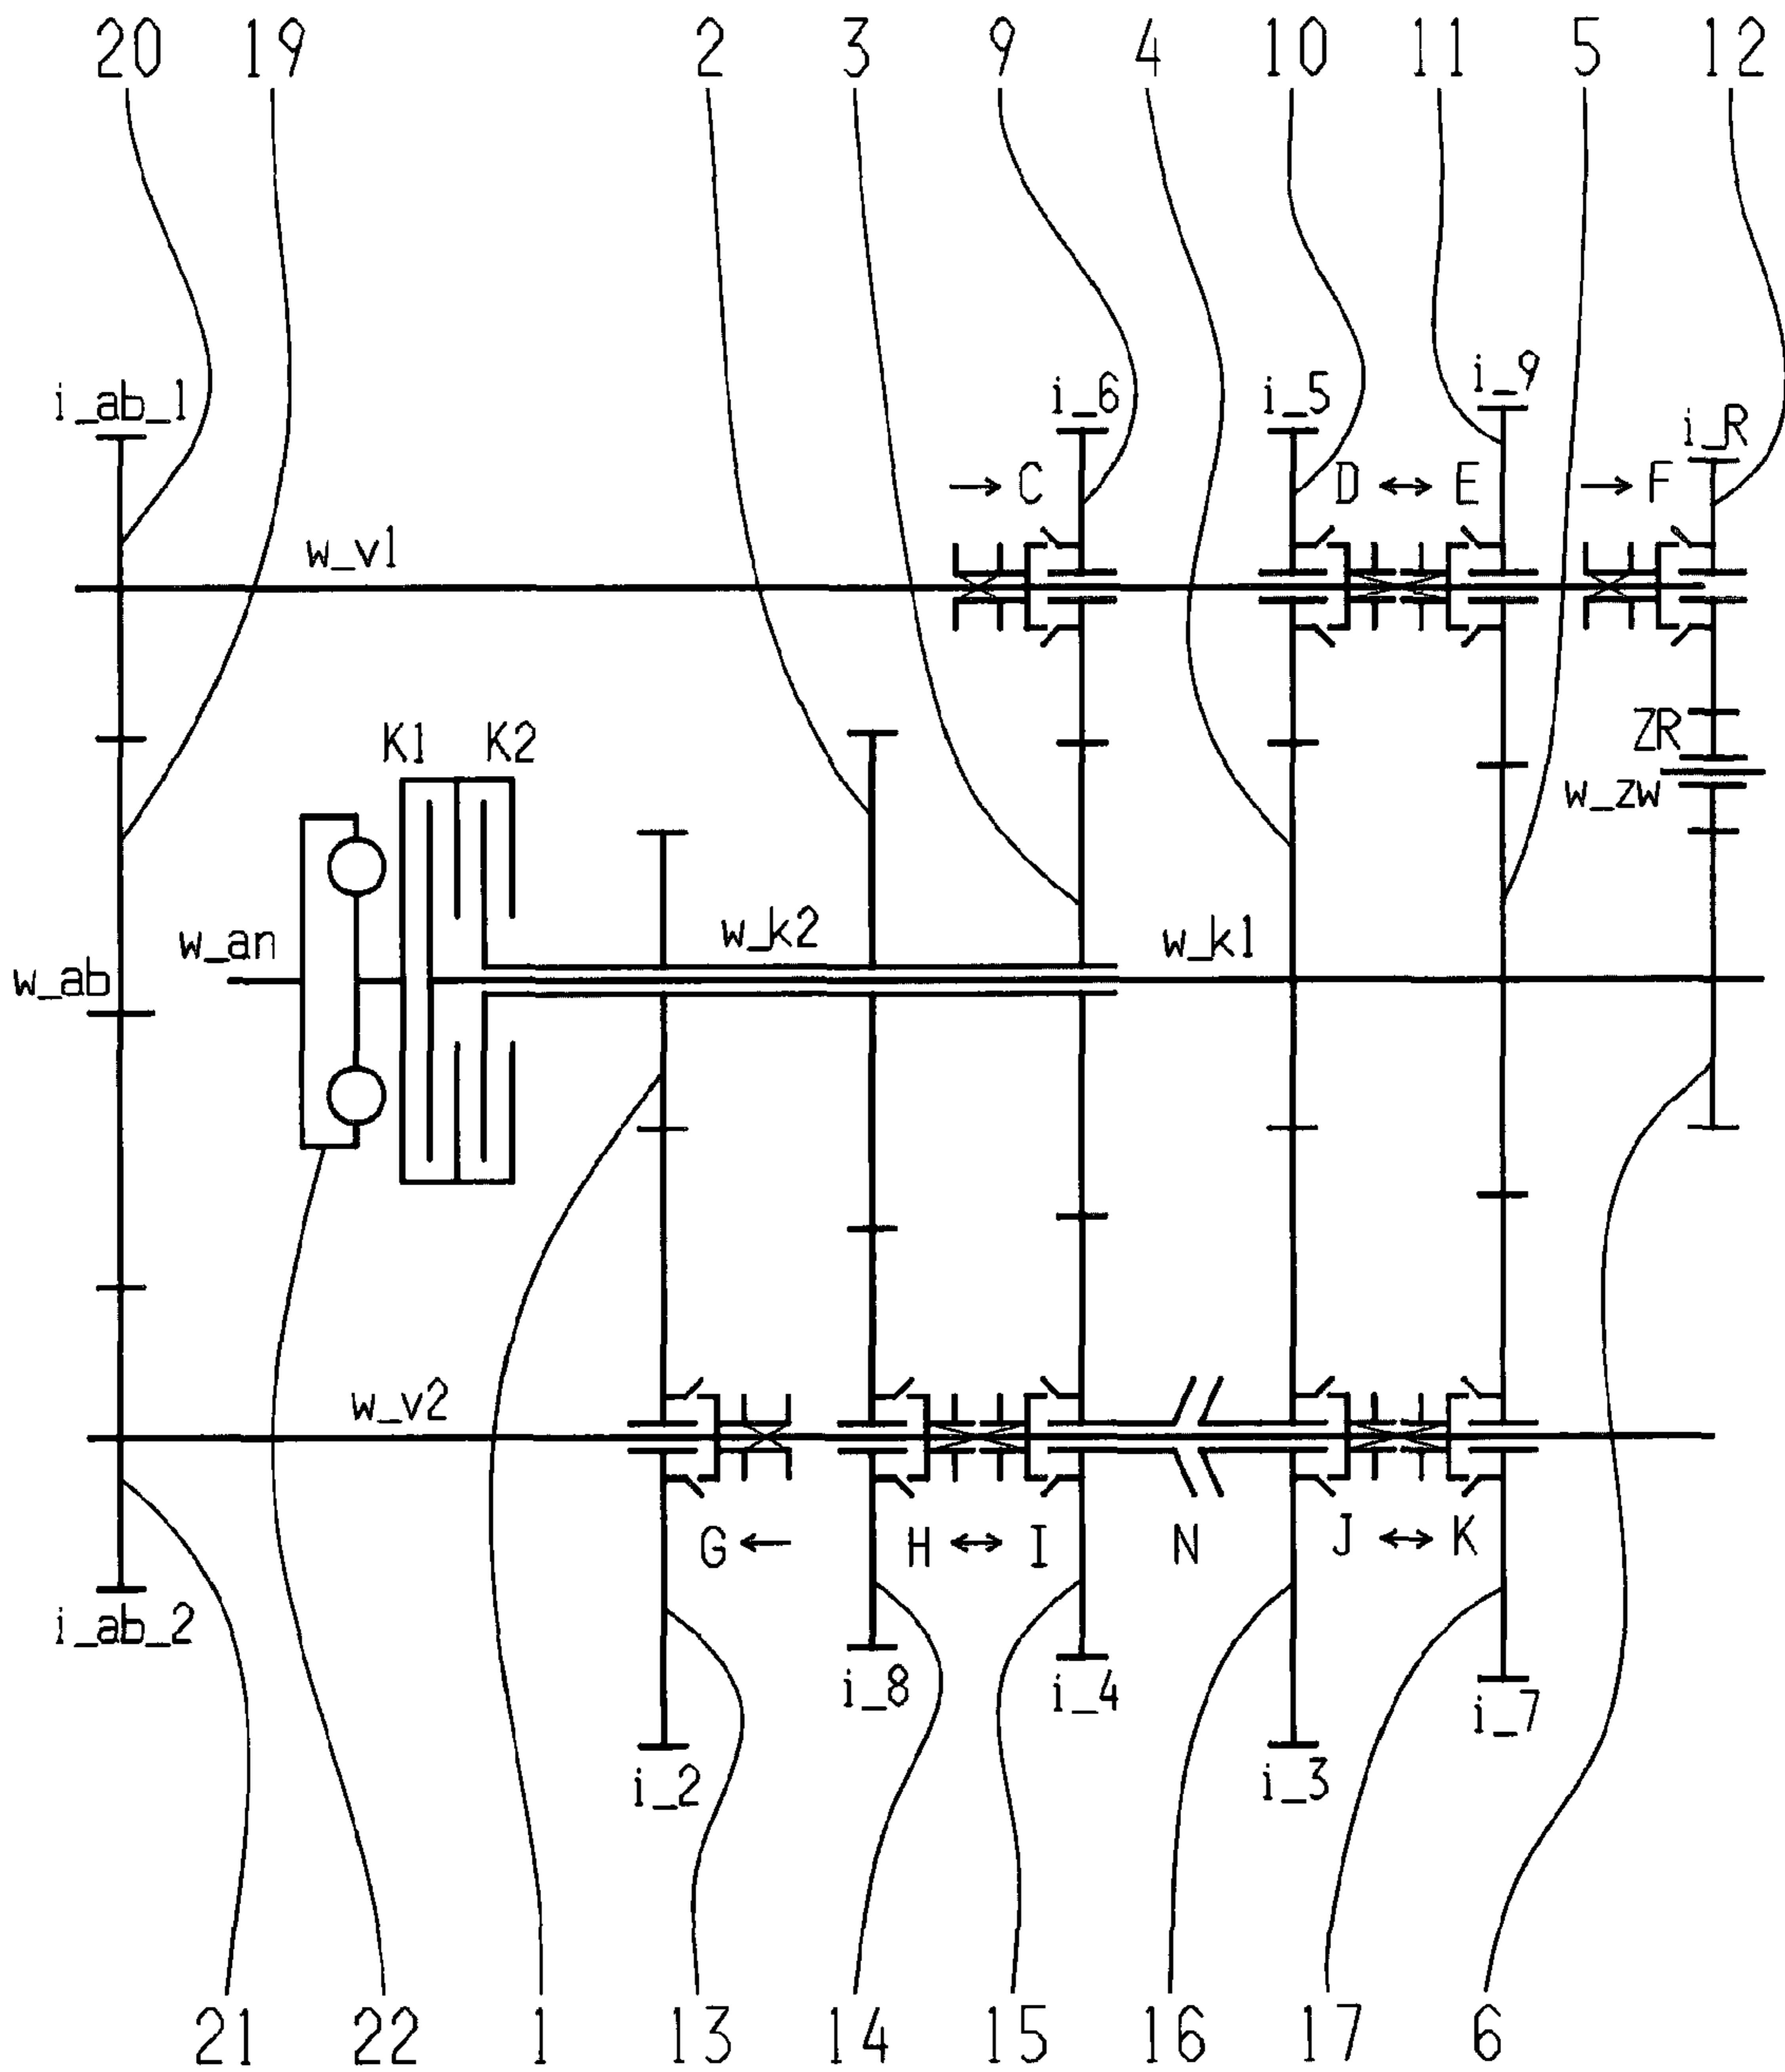 20 19 2 3 9 4 10 11 5 12
i_9
i_ab_1 i_6 i_5 i_R
C D E F
w_v1
K1 K2 ZR
w_zw
w_an w_k2 w_k1
w_ab
w_v2
G H I N J K
i_ab_2
i_8 i_4 i_7
i_2 i_3
21 22 1 13 14 15 16 17 6